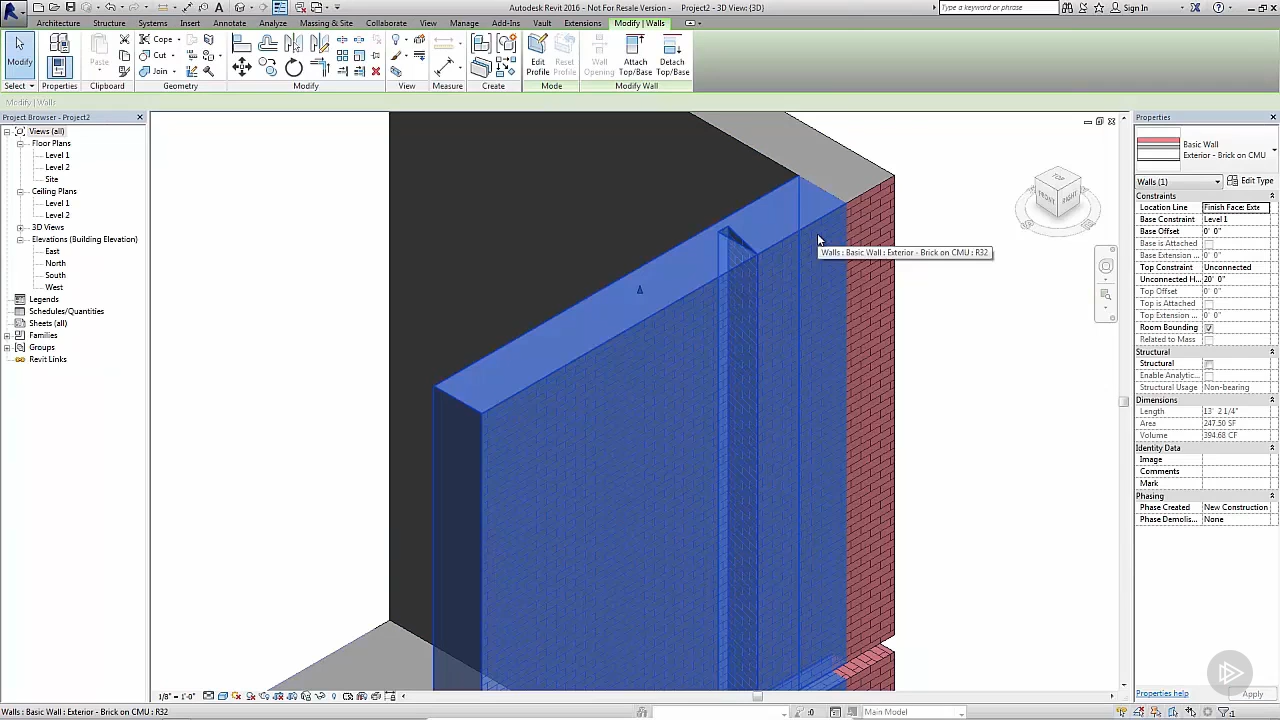 Autodesk Revit 2016 - Not For Resale Version - Project2 - 3D View: {3D}
Type a keyword or phrase
Sign In
Architecture Structure Systems Insert Annotate Analyze Massing & Site Collaborate View Manage Add-Ins Vault Extensions Modify | Walls
Modify
Paste
Cope
Cut
Join
Edit Profile
Reset Profile
Wall Opening
Attach Top/Base
Detach Top/Base
Select Properties Clipboard Geometry Modify View Measure Create Mode Modify Wall
Modify | Walls
Project Browser - Project2
Views (all)
Floor Plans
Level 1
Level 2
Site
Ceiling Plans
Level 1
Level 2
3D Views
Elevations (Building Elevation)
East
North
South
West
Legends
Schedules/Quantities
Sheets (all)
Families
Groups
Revit Links
TOP
FRONT
RIGHT
Walls : Basic Wall : Exterior - Brick on CMU : R32
Properties
Basic Wall
Exterior - Brick on CMU
Walls (1)
Edit Type
Constraints
Location Line Finish Face: Exte
Base Constraint Level 1
Base Offset 0' 0"
Base is Attached
Base Extension ... 0' 0"
Top Constraint Unconnected
Unconnected H... 20' 0"
Top Offset 0' 0"
Top is Attached
Top Extension ... 0' 0"
Room Bounding
Related to Mass
Structural
Structural
Enable Analytic...
Structural Usage Non-bearing
Dimensions
Length 13' 2 1/4"
Area 247.50 SF
Volume 394.68 CF
Identity Data
Image
Comments
Mark
Phasing
Phase Created New Construction
Phase Demolis... None
Properties help
Apply
1/8" = 1'-0"
Walls : Basic Wall : Exterior - Brick on CMU : R32
:0
Main Model
:1